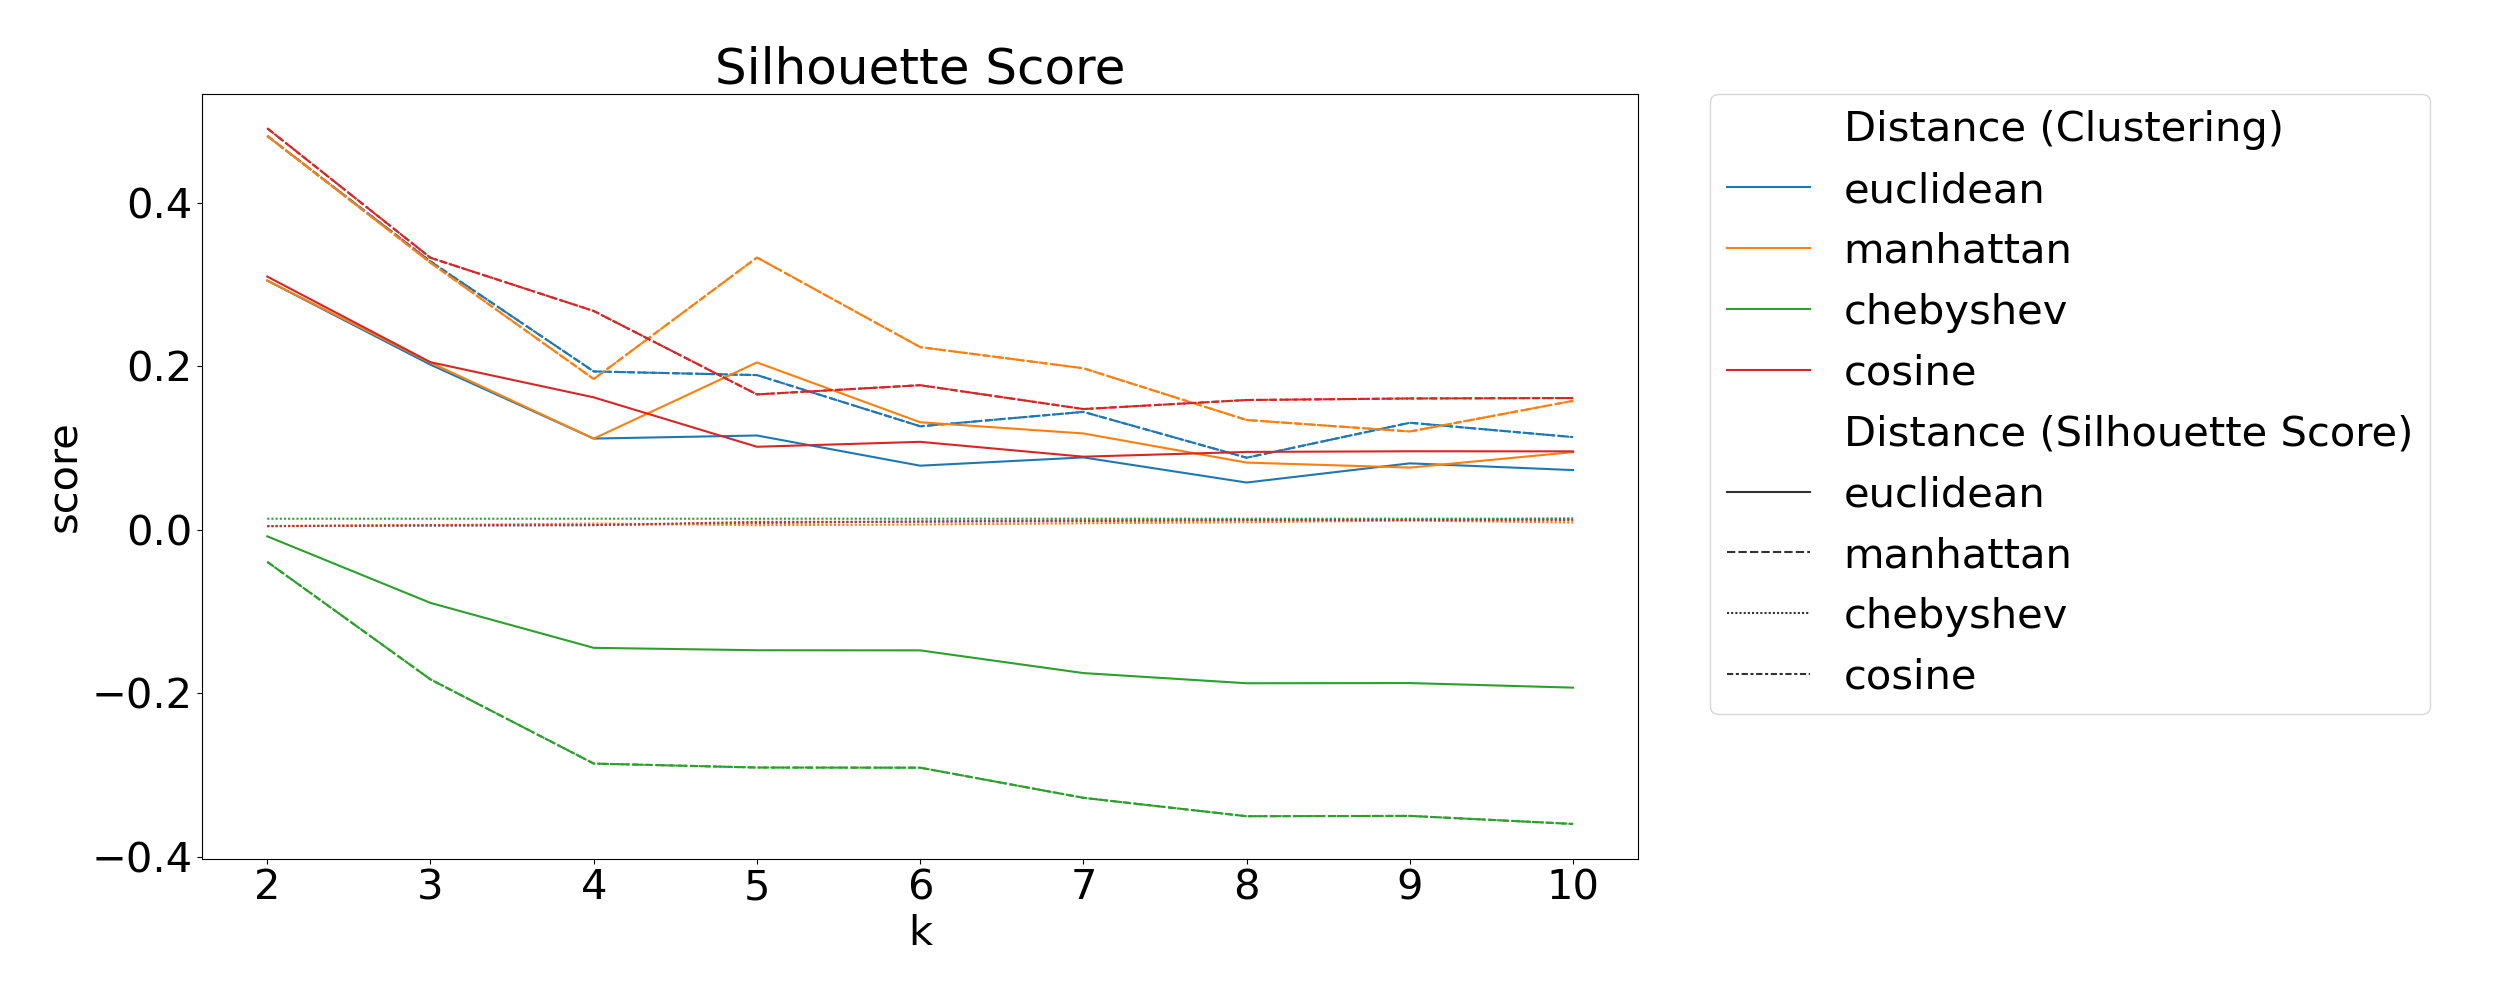 Silhouette Score
score
0.4
0.2
0.0
−0.2
−0.4
2 3 4 5 6 7 8 9 10
k
Distance (Clustering)
euclidean
manhattan
chebyshev
cosine
Distance (Silhouette Score)
euclidean
manhattan
chebyshev
cosine